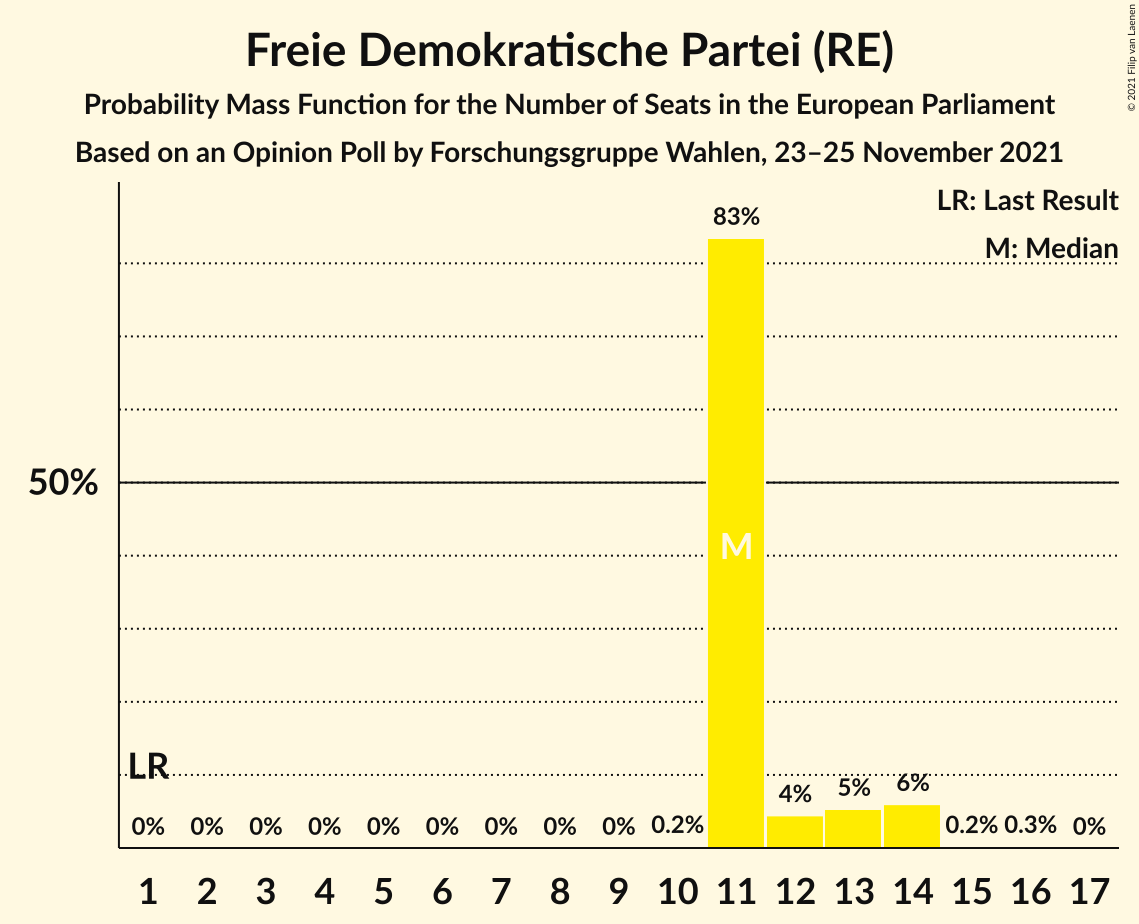 Freie Demokratische Partei (RE)
Probability Mass Function for the Number of Seats in the European Parliament
Based on an Opinion Poll by Forschungsgruppe Wahlen, 23–25 November 2021
© 2021 Filip van Laenen
LR: Last Result
M: Median
83%
50%
M
LR
0% 0% 0% 0% 0% 0% 0% 0% 0% 0.2% 4% 5% 6% 0.2% 0.3% 0%
1 2 3 4 5 6 7 8 9 10 11 12 13 14 15 16 17